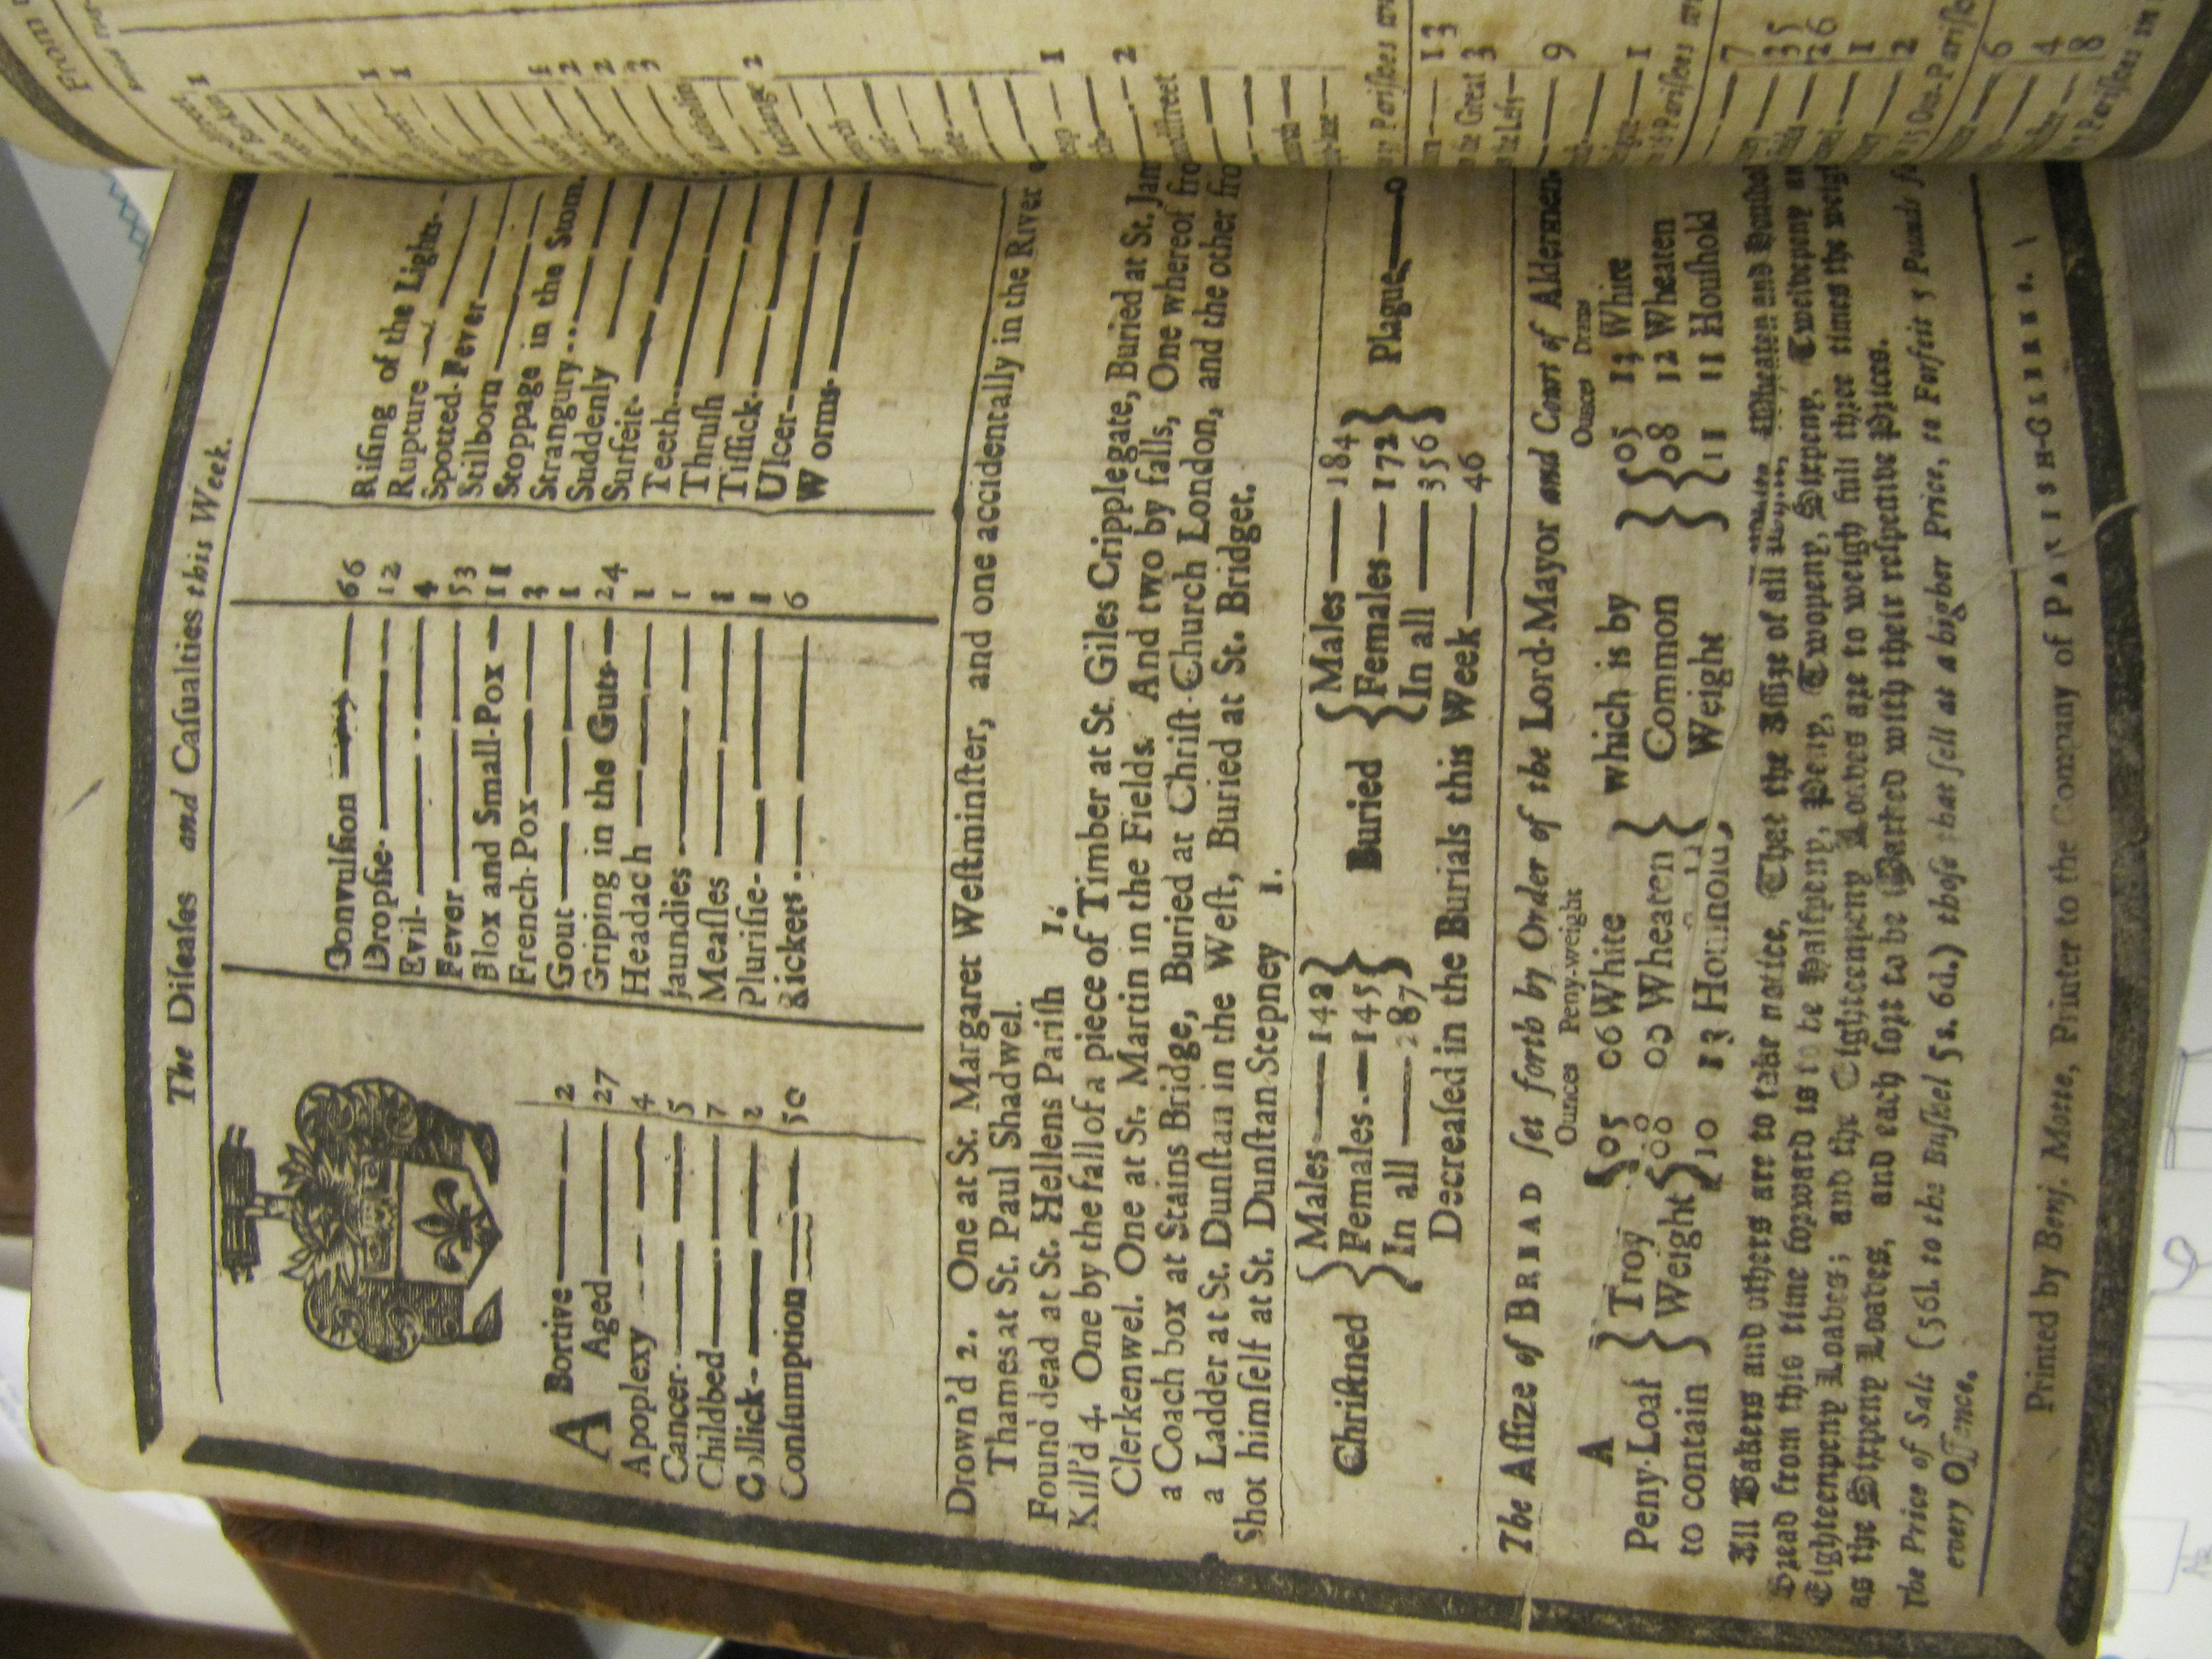 The Diseases and Casualties this Week.
A Bortive 2
Aged 27
Apoplexy 4
Cancer 5
Childbed 7
Collick 2
Consumption 50
Convulsion 66
Dropsie 12
Evil 4
Fever 53
Flox and Small-Pox 11
French-Pox
Gout 1
Griping in the Guts 24
Headach 1
Jaundies 1
Measles 1
Plurisie 1
Rickets 6
Rising of the Lights
Rupture
Spotted-Fever
Stilborn
Stoppage in the Stom
Strangury
Suddenly
Surfeit
Teeth
Thrush
Tissick
Ulcer
Worms
Drown'd 2. One at St. Margaret Westminster, and one accidentally in the River
Thames at St. Paul Shadwel.
Found dead at St. Hellens Parish 1.
Kill'd 4. One by the fall of a piece of Timber at St. Giles Cripplegate, Buried at St. Jam
Clerkenwel. One at St. Martin in the Fields. And two by falls, One whereof fro
a Coach box at Stains Bridge, Buried at Christ-Church London, and the other fro
a Ladder at St. Dunstan in the West, Buried at St. Bridget.
Shot himself at St. Dunstan Stepney 1.
Christned { Males—142 Females—145 In all—287 } Buried { Males—184 Females—172 In all—356 } Plague—0
Decreased in the Burials this Week—46
The Assize of BREAD set forth by Order of the Lord-Mayor and Court of Aldermen.
Ounces Peny-weight Ounces Drams
A 05 06 White 05 13 White
Peny-Loaf Troy which is by
to contain Weight 08 Wheaten Common 08 12 Wheaten
10 13 Houshold, Weight 11 11 Houshold
All Bakers and others are to take notice, That the Assize of all Wheaten and Houshol
Bread from this time forward is to be Halfpeny, Peny, Twopeny, Sixpeny, Twelvepeny an
Eighteenpeny Loaves; and the Eighteenpeny Loaves are to weigh full three times the weig
as the Sixpeny Loaves, and each sort to be Marked with their respective Prices.
The Price of Salt (56l. to the Bushel 5s. 6d.) those that sell at a higher Price, to Forfeit 5 Pounds f
every Offence.
Printed by Benj. Motte, Printer to the Company of PARISH-CLERKS.
From